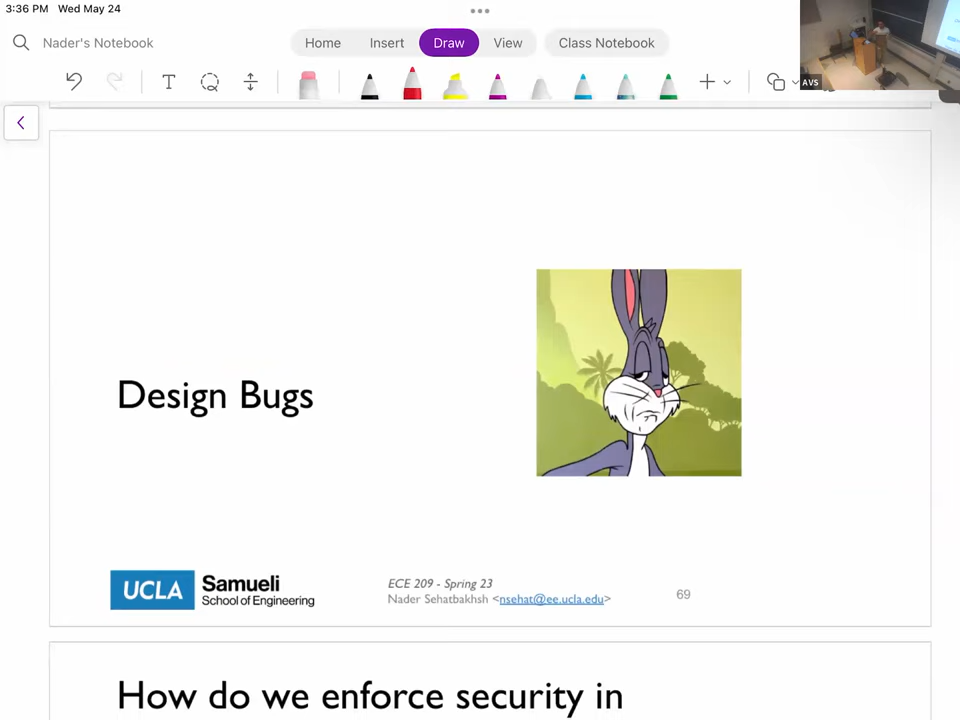 3:36 PM Wed May 24
Nader's Notebook
Home Insert Draw View Class Notebook
T
AVS
Design Bugs
UCLA Samueli School of Engineering
ECE 209 - Spring 23
Nader Sehatbakhsh <nsehat@ee.ucla.edu>
69
How do we enforce security in